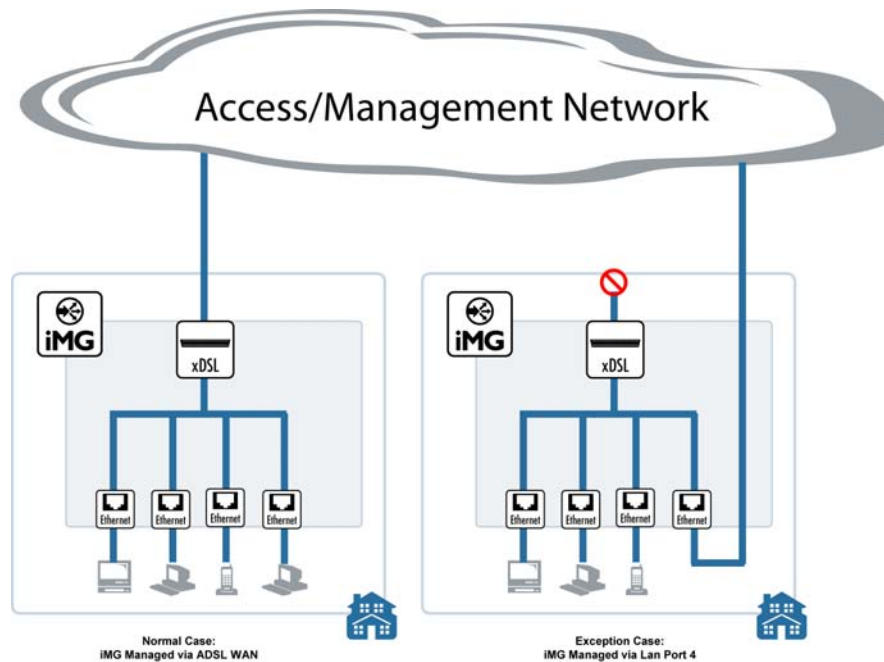 Access/Management Network
iMG
xDSL
Ethernet
Ethernet
Ethernet
Ethernet
Normal Case:
iMG Managed via ADSL WAN
iMG
xDSL
Ethernet
Ethernet
Ethernet
Ethernet
Exception Case:
iMG Managed via Lan Port 4